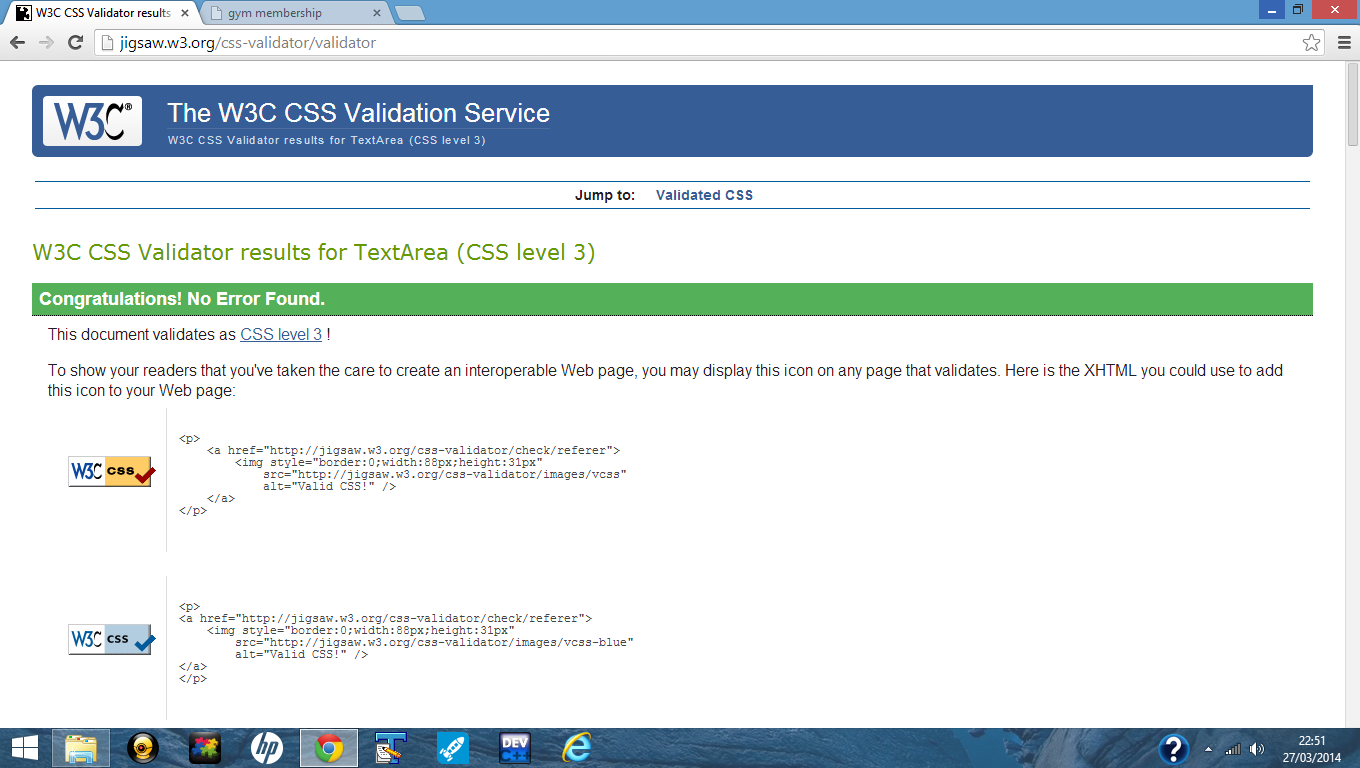 W3C CSS Validator results
gym membership
jigsaw.w3.org/css-validator/validator
W3C®
The W3C CSS Validation Service
W3C CSS Validator results for TextArea (CSS level 3)
Jump to: Validated CSS
W3C CSS Validator results for TextArea (CSS level 3)
Congratulations! No Error Found.
This document validates as CSS level 3 !
To show your readers that you've taken the care to create an interoperable Web page, you may display this icon on any page that validates. Here is the XHTML you could use to add
this icon to your Web page:
W3C css
<p>
<a href="http://jigsaw.w3.org/css-validator/check/referer">
<img style="border:0;width:88px;height:31px"
src="http://jigsaw.w3.org/css-validator/images/vcss"
alt="Valid CSS!" />
</a>
</p>
W3C css
<p>
<a href="http://jigsaw.w3.org/css-validator/check/referer">
<img style="border:0;width:88px;height:31px"
src="http://jigsaw.w3.org/css-validator/images/vcss-blue"
alt="Valid CSS!" />
</a>
</p>
hp
DEV
C++
22:51
27/03/2014